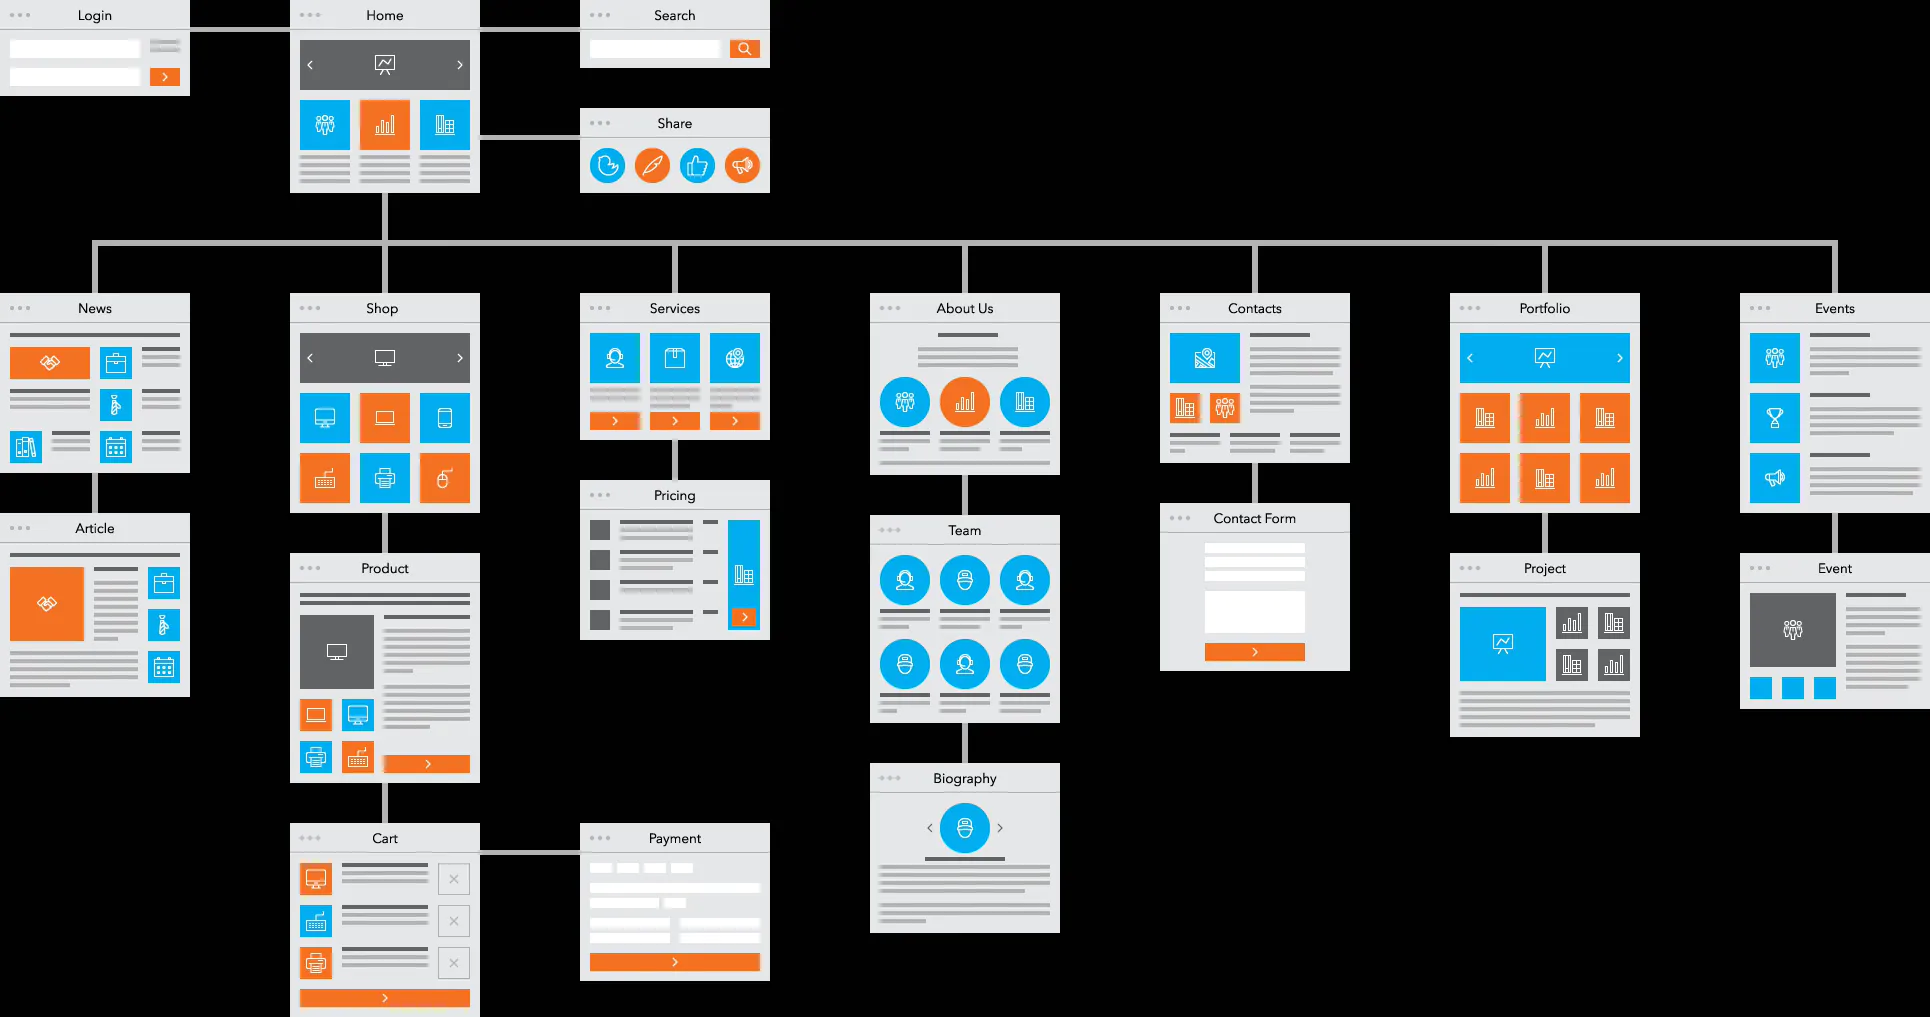 Login
Home
Search
Share
News
Shop
Services
About Us
Contacts
Portfolio
Events
Pricing
Contact Form
Article
Team
Product
Project
Event
Biography
Cart
Payment